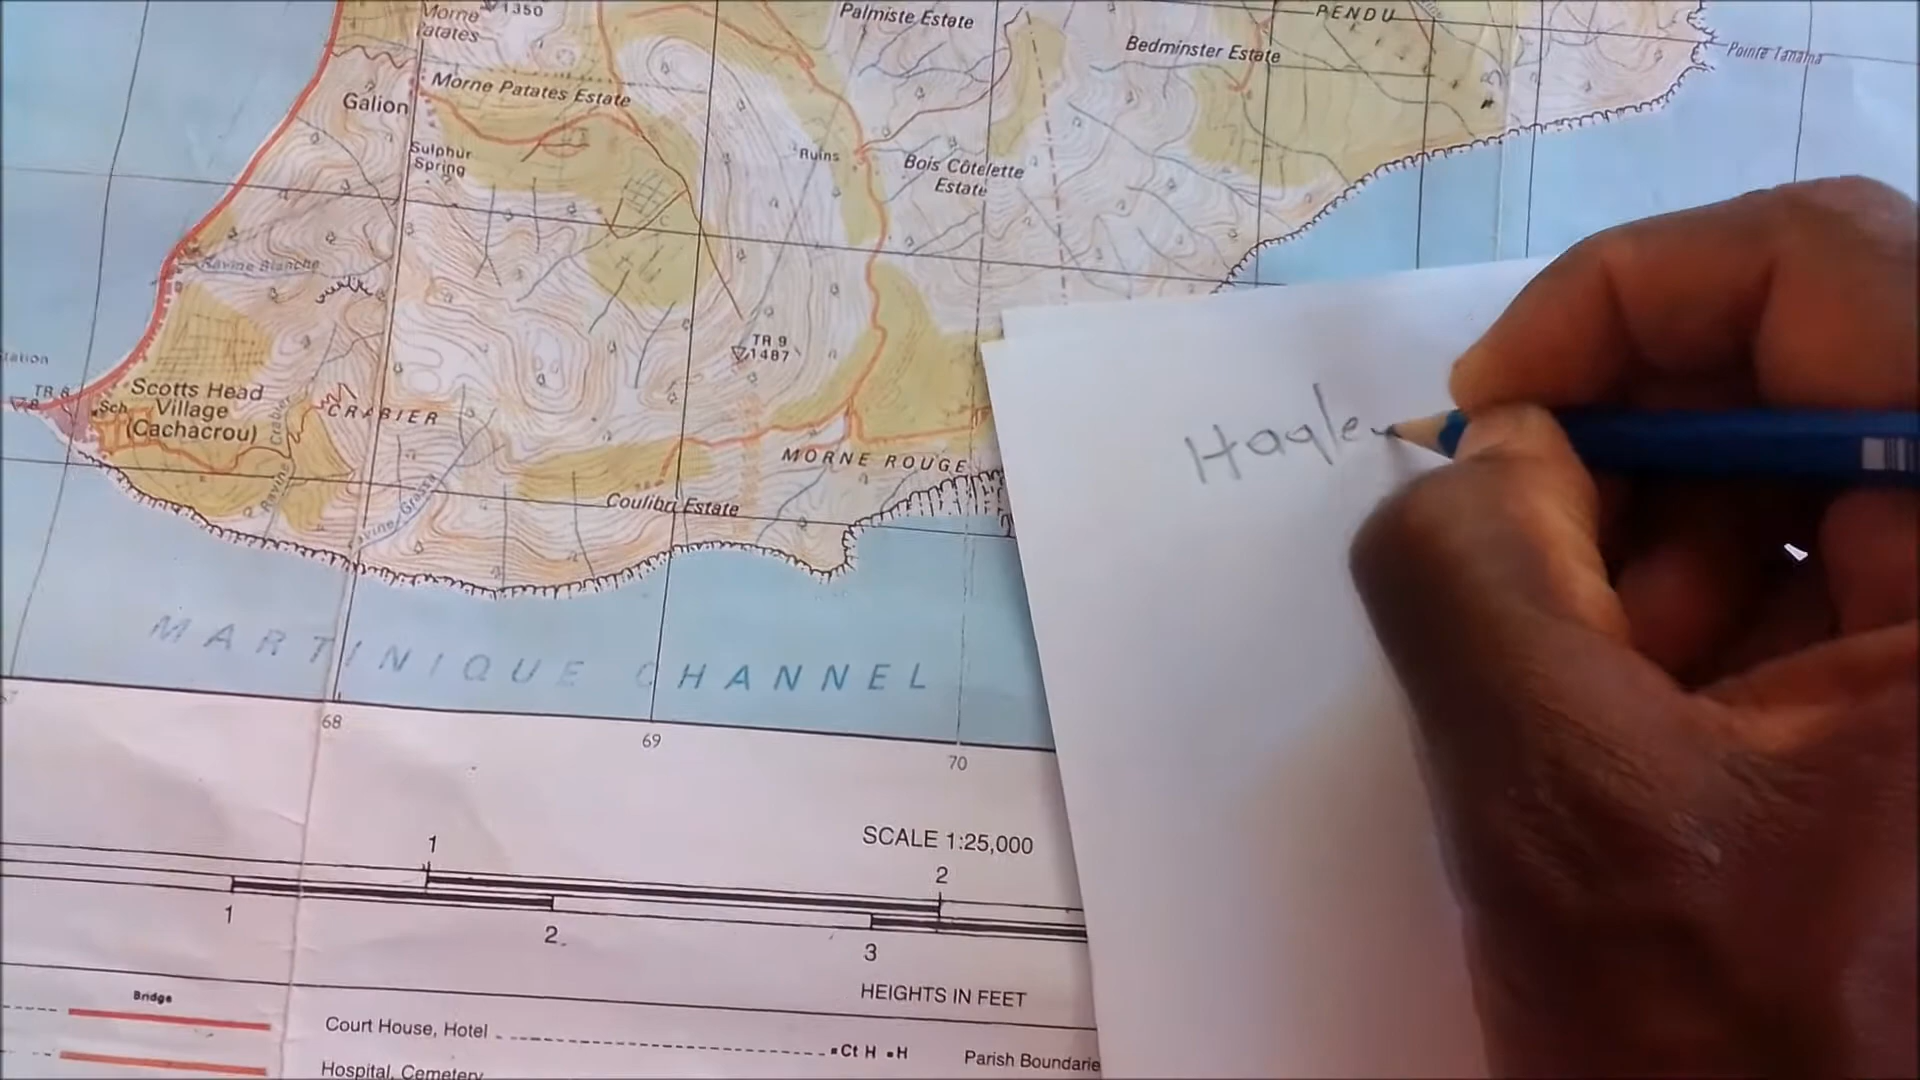 1350
Palmiste Estate
PENDU
Morne
Patates
Bedminster Estate
Pointe Tanama
Morne Patates Estate
Galion
Sulphur
Spring
Ruins
Bois Côtelette
Estate
Ravine Blanche
TR 9
1487
TR 8
Scotts Head
Sch
Village
(Cachacrou)
CRABIER
Ravine
Crabier
MORNE ROUGE
Coulibri Estate
MARTINIQUE CHANNEL
68
69
70
SCALE 1:25,000
1
2
1
2
3
HEIGHTS IN FEET
Bridge
Court House, Hotel
Ct H
H
Parish Boundarie
Hospital, Cemetery